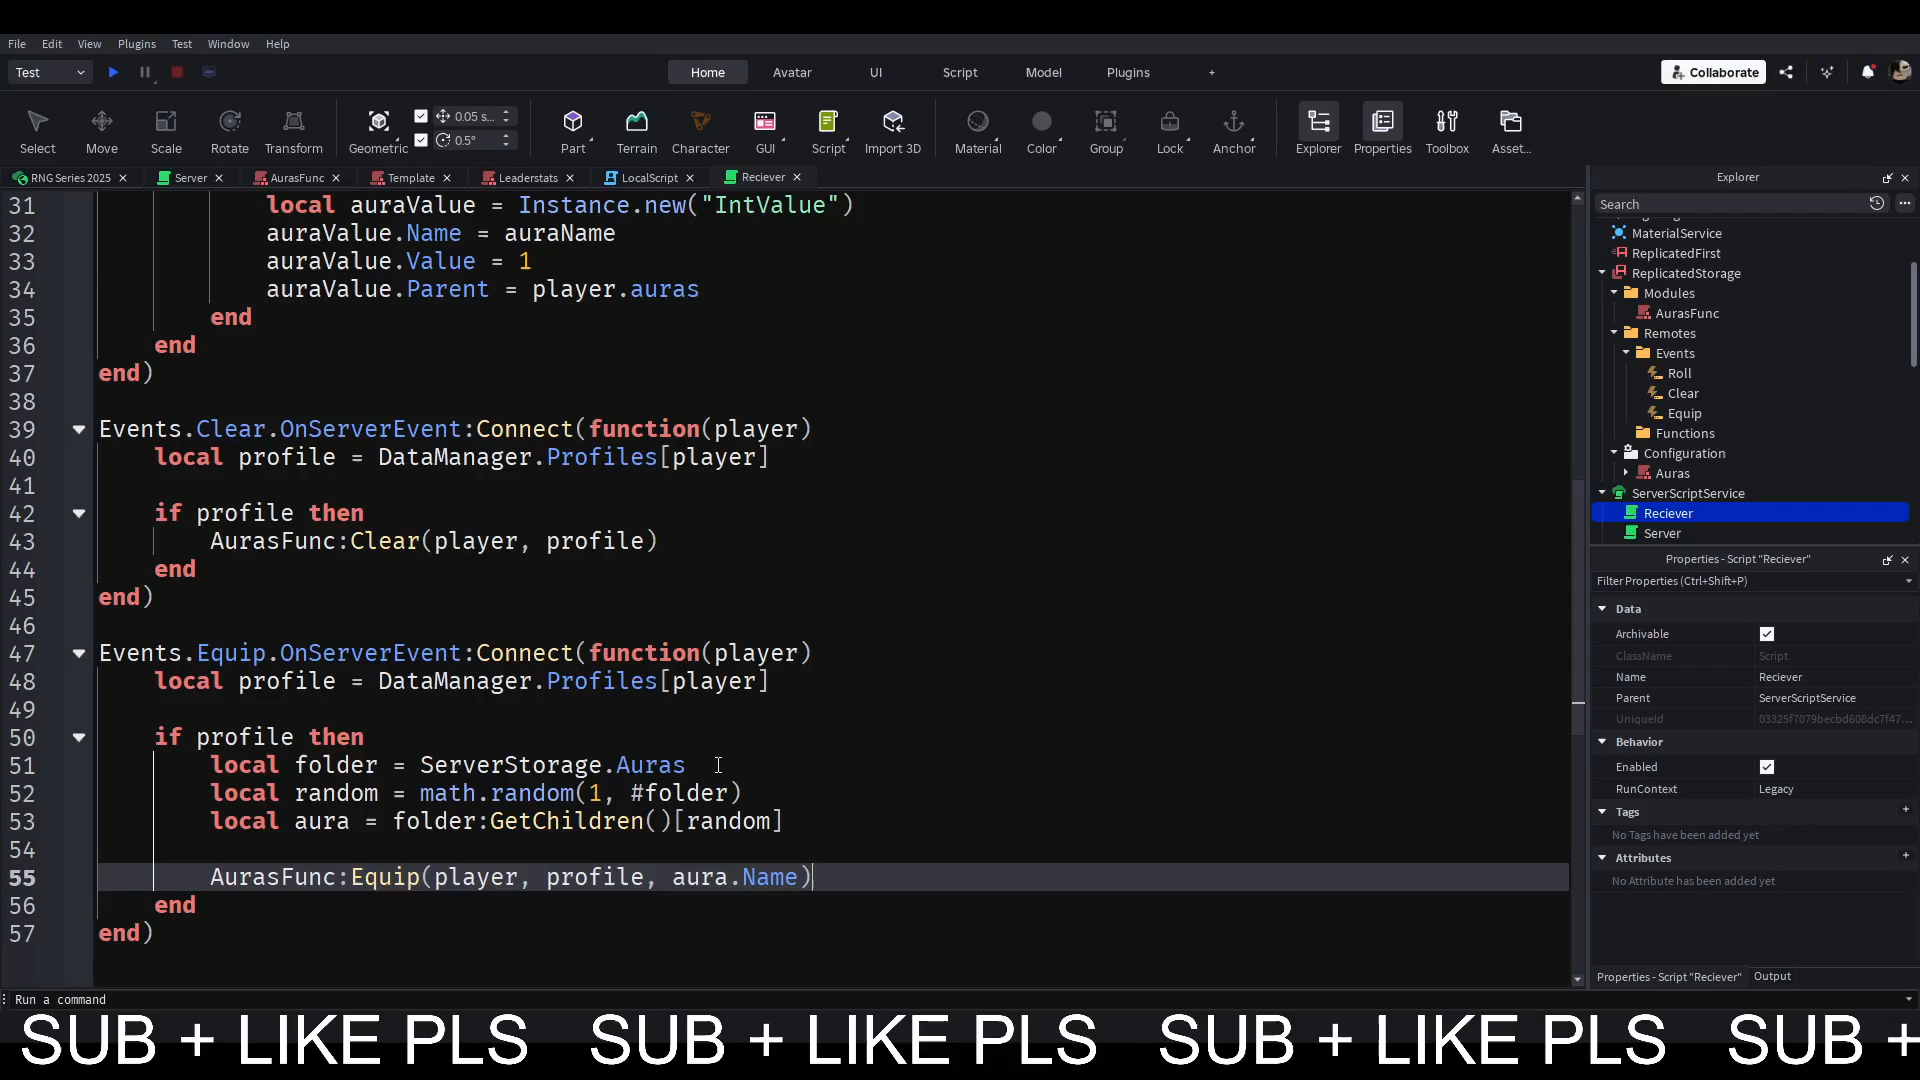 File Edit View Plugins Test Window Help
Test Home Avatar UI Script Model Plugins + Collaborate
0.05 s...
0.5°
Select Move Scale Rotate Transform Geometric Part Terrain Character GUI Script Import 3D Material Color Group Lock Anchor Explorer Properties Toolbox Asset...
RNG Series 2025 Server AurasFunc Template Leaderstats LocalScript Reciever
31 local auraValue = Instance.new("IntValue")
32 auraValue.Name = auraName
33 auraValue.Value = 1
34 auraValue.Parent = player.auras
35 end
36 end
37 end)
38
39 Events.Clear.OnServerEvent:Connect(function(player)
40 local profile = DataManager.Profiles[player]
41
42 if profile then
43 AurasFunc:Clear(player, profile)
44 end
45 end)
46
47 Events.Equip.OnServerEvent:Connect(function(player)
48 local profile = DataManager.Profiles[player]
49
50 if profile then
51 local folder = ServerStorage.Auras
52 local random = math.random(1, #folder)
53 local aura = folder:GetChildren()[random]
54
55 AurasFunc:Equip(player, profile, aura.Name)
56 end
57 end)
Explorer
Search
MaterialService
ReplicatedFirst
ReplicatedStorage
Modules
AurasFunc
Remotes
Events
Roll
Clear
Equip
Functions
Configuration
Auras
ServerScriptService
Reciever
Server
Properties - Script "Reciever"
Filter Properties (Ctrl+Shift+P)
Data
Archivable
ClassName Script
Name Reciever
Parent ServerScriptService
UniqueId 03325f7079becbd608dc7f47...
Behavior
Enabled
RunContext Legacy
Tags
No Tags have been added yet
Attributes
No Attribute has been added yet
Properties - Script "Reciever" Output
Run a command
SUB + LIKE PLS SUB + LIKE PLS SUB + LIKE PLS SUB +